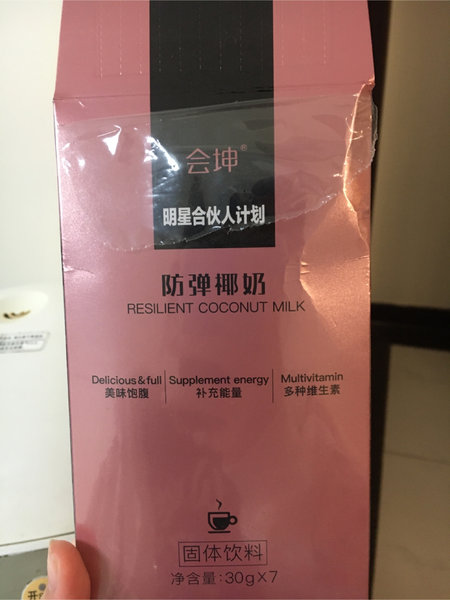 会坤®
明星合伙人计划
防弹椰奶
RESILIENT COCONUT MILK
Delicious&full Supplement energy Multivitamin
美味饱腹 补充能量 多种维生素
固体饮料
净含量:30g×7
开